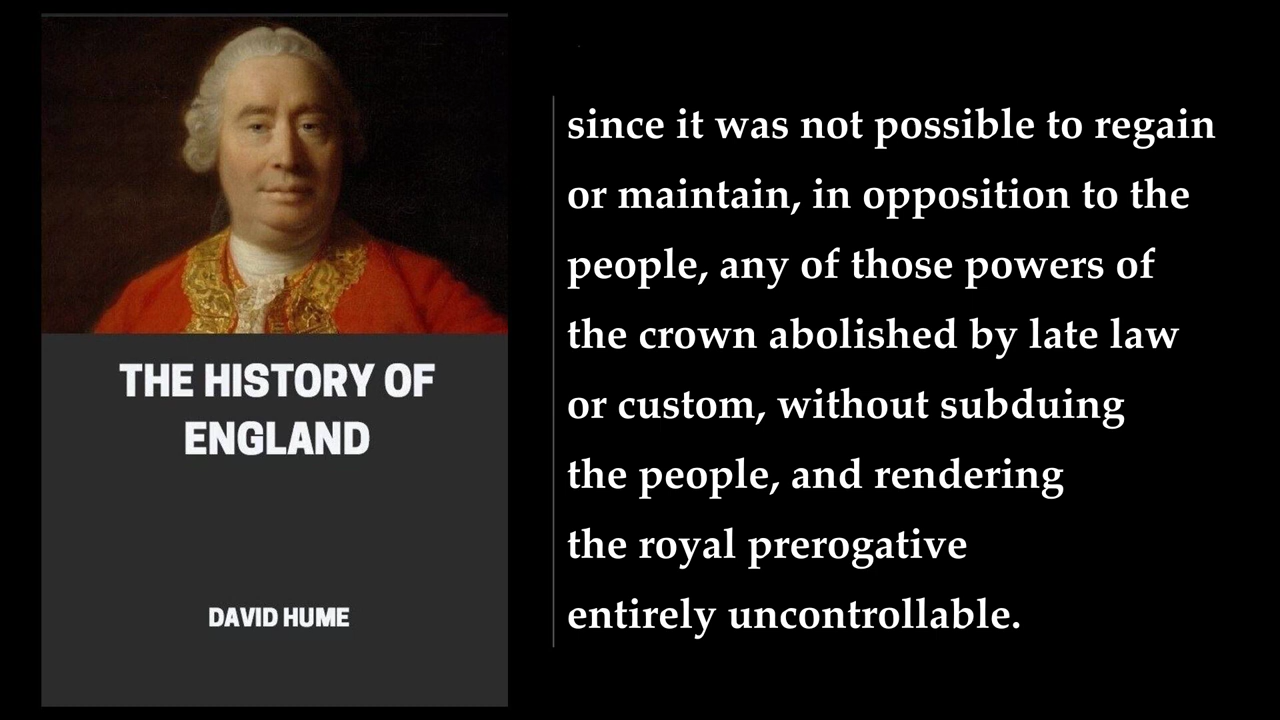 THE HISTORY OF
ENGLAND
DAVID HUME
since it was not possible to regain
or maintain, in opposition to the
people, any of those powers of
the crown abolished by late law
or custom, without subduing
the people, and rendering
the royal prerogative
entirely uncontrollable.